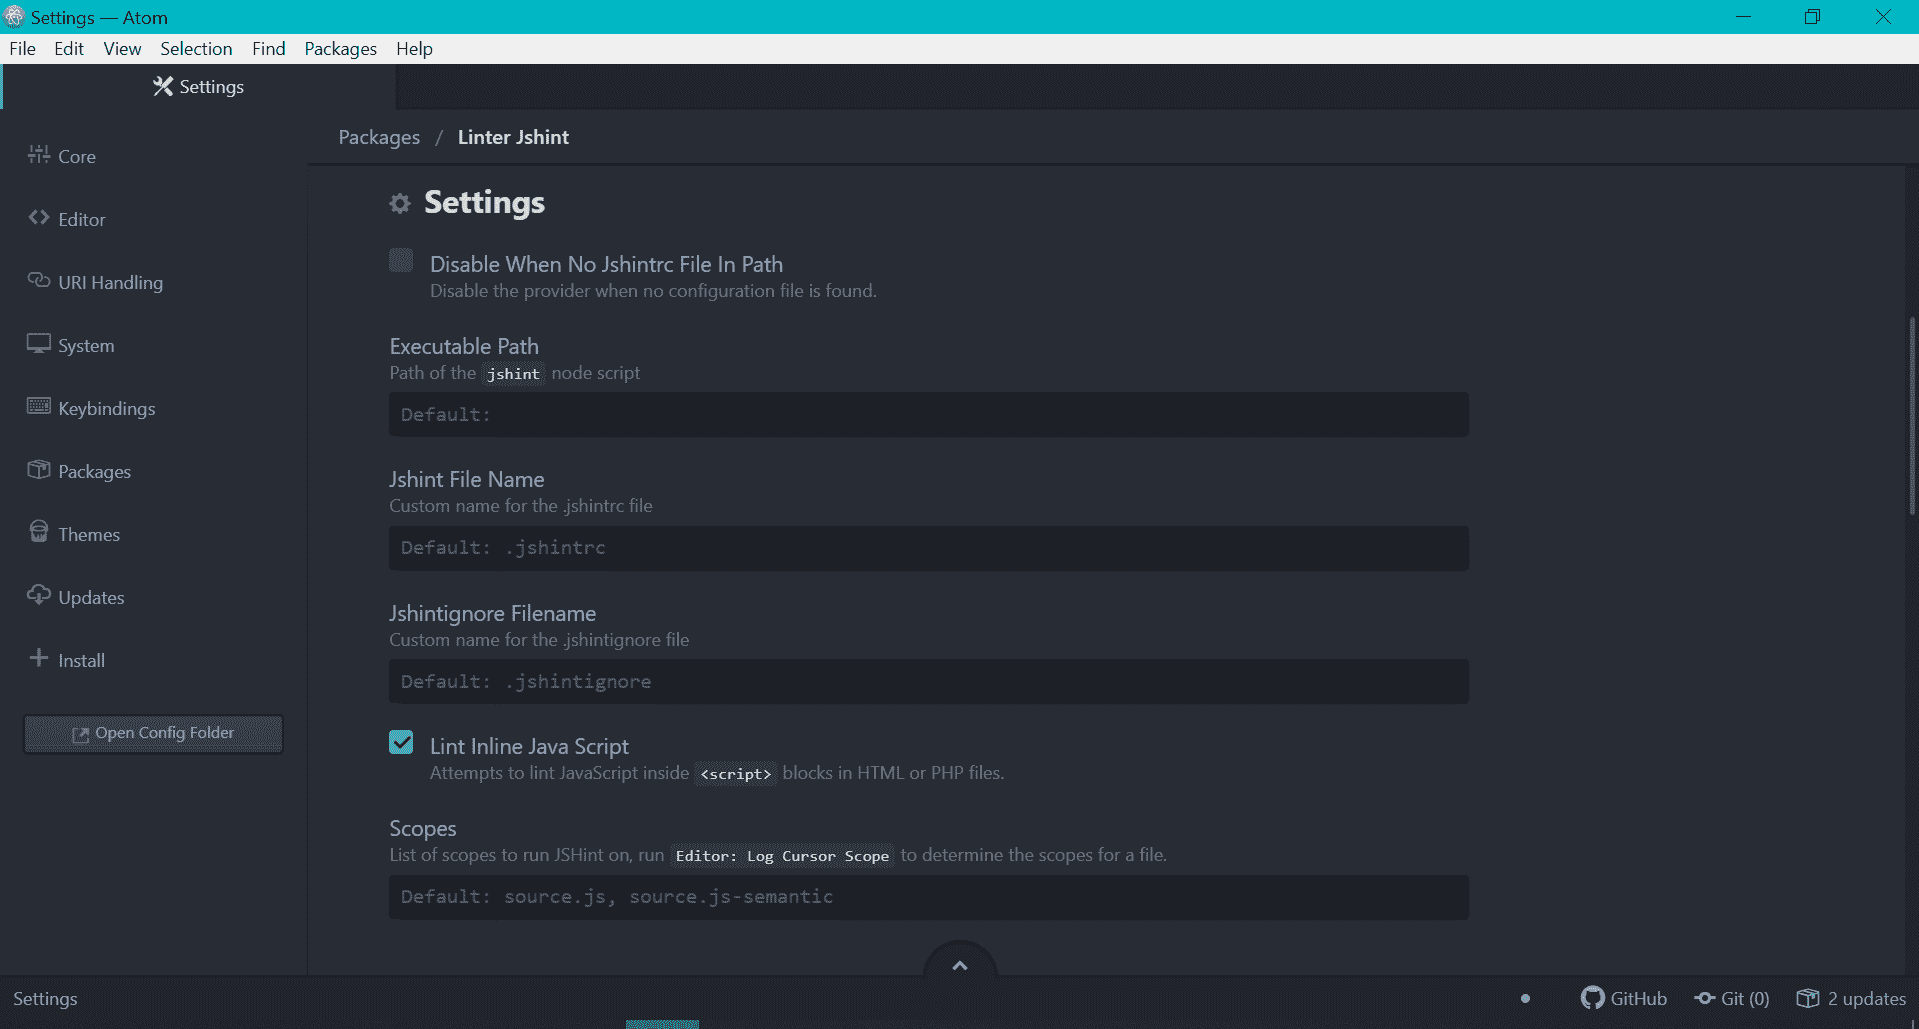 Settings — Atom
File Edit View Selection Find Packages Help
Settings
Core
Editor
URI Handling
System
Keybindings
Packages
Themes
Updates
Install
Open Config Folder
Packages / Linter Jshint
Settings
Disable When No Jshintrc File In Path
Disable the provider when no configuration file is found.
Executable Path
Path of the jshint node script
Default:
Jshint File Name
Custom name for the .jshintrc file
Default: .jshintrc
Jshintignore Filename
Custom name for the .jshintignore file
Default: .jshintignore
Lint Inline Java Script
Attempts to lint JavaScript inside <script> blocks in HTML or PHP files.
Scopes
List of scopes to run JSHint on, run Editor: Log Cursor Scope to determine the scopes for a file.
Default: source.js, source.js-semantic
Settings
GitHub
Git (0)
2 updates